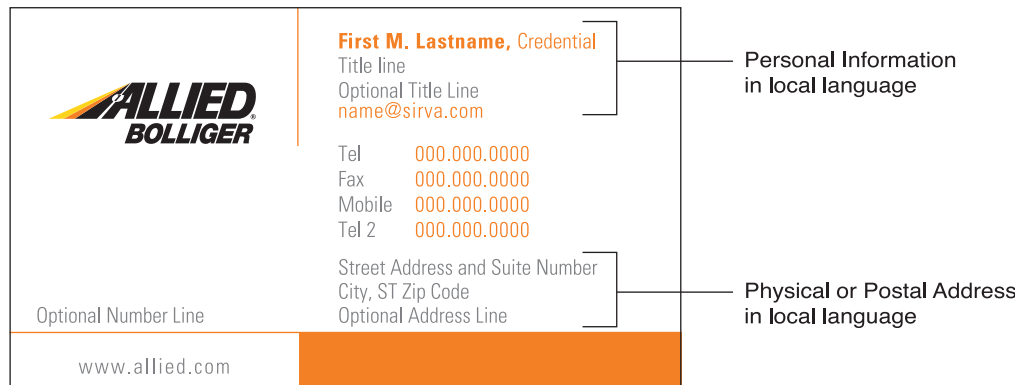 ALLIED
BOLLIGER
Optional Number Line
www.allied.com
First M. Lastname, Credential
Title line
Optional Title Line
name@sirva.com
Tel 000.000.0000
Fax 000.000.0000
Mobile 000.000.0000
Tel 2 000.000.0000
Street Address and Suite Number
City, ST Zip Code
Optional Address Line
Personal Information
in local language
Physical or Postal Address
in local language